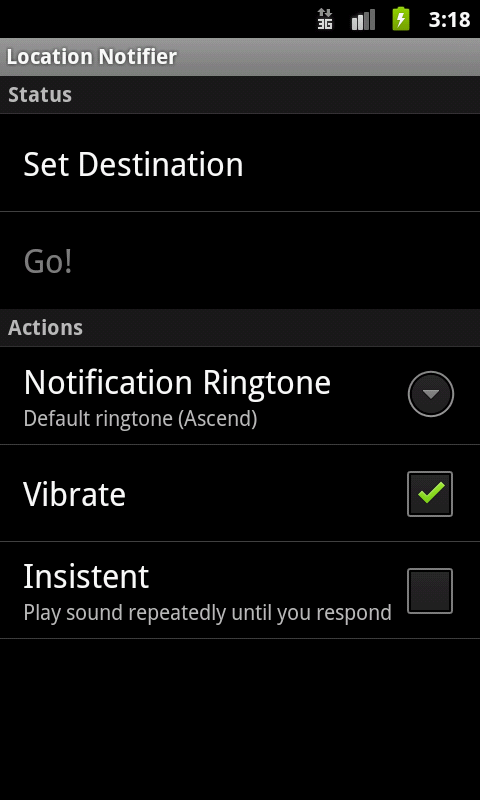 3G 3:18
Location Notifier
Status
Set Destination
Go!
Actions
Notification Ringtone
Default ringtone (Ascend)
Vibrate
Insistent
Play sound repeatedly until you respond